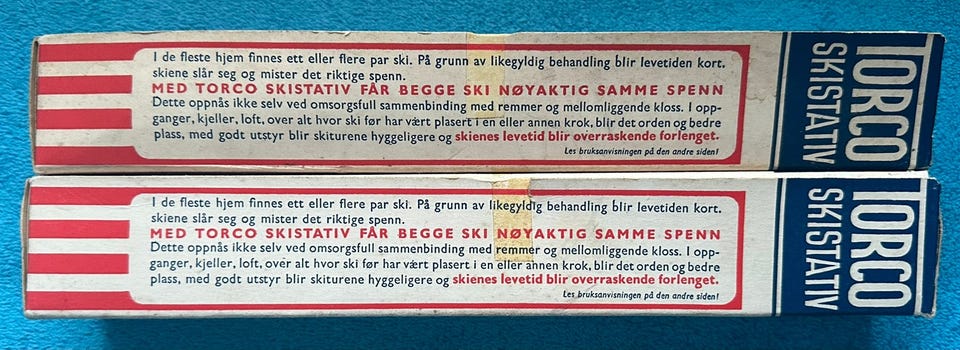 I de fleste hjem finnes ett eller flere par ski. På grunn av likegyldig behandling blir levetiden kort.
skiene slår seg og mister det riktige spenn.
MED TORCO SKISTATIV FÅR BEGGE SKI NØYAKTIG SAMME SPENN
Dette oppnås ikke selv ved omsorgsfull sammenbinding med remmer og mellomliggende kloss. I opp-
ganger, kjeller, loft, over alt hvor ski før har vært plasert i en eller annen krok, blir det orden og bedre
plass, med godt utstyr blir skiturene hyggeligere og skienes levetid blir overraskende forlenget.
Les bruksanvisningen på den andre siden!
TORCO
SKISTATIV
I de fleste hjem finnes ett eller flere par ski. På grunn av likegyldig behandling blir levetiden kort.
skiene slår seg og mister det riktige spenn.
MED TORCO SKISTATIV FÅR BEGGE SKI NØYAKTIG SAMME SPENN
Dette oppnås ikke selv ved omsorgsfull sammenbinding med remmer og mellomliggende kloss. I opp-
ganger, kjeller, loft, over alt hvor ski før har vært plasert i en eller annen krok, blir det orden og bedre
plass, med godt utstyr blir skiturene hyggeligere og skienes levetid blir overraskende forlenget.
Les bruksanvisningen på den andre siden!
TORCO
SKISTATIV